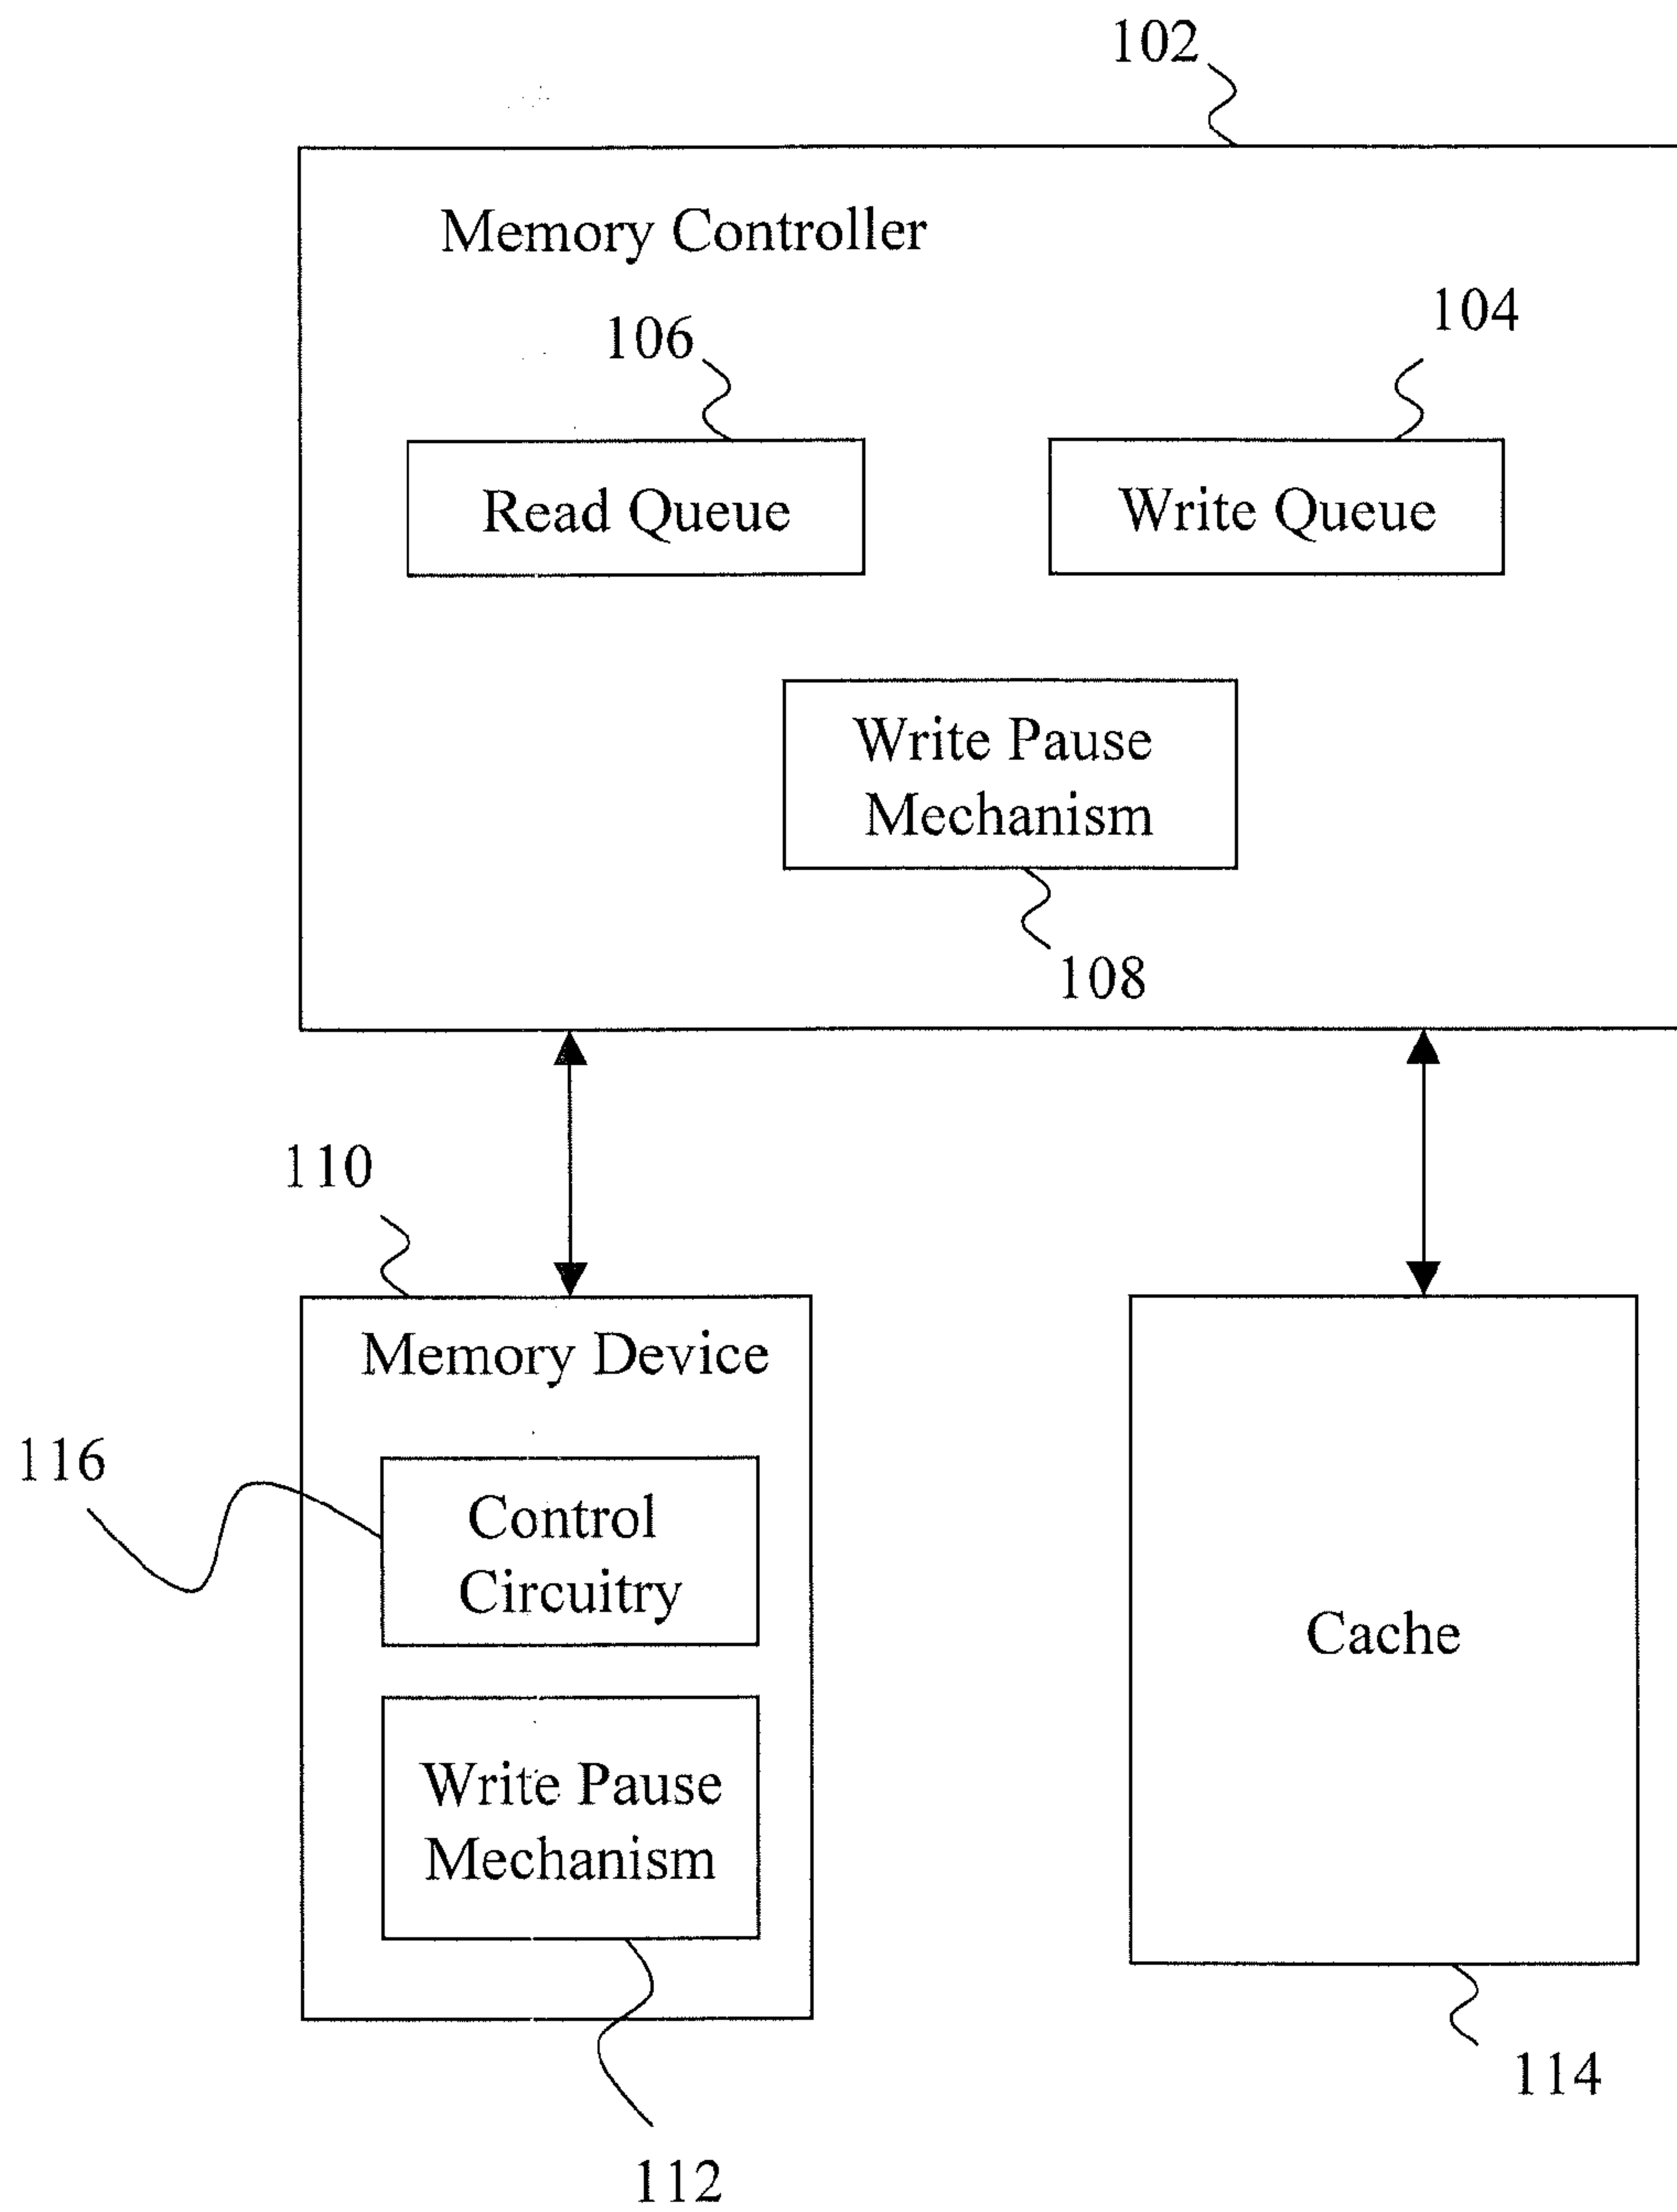 102
Memory Controller
106
104
Read Queue
Write Queue
Write Pause
Mechanism
108
110
Memory Device
116
Control
Circuitry
Cache
Write Pause
Mechanism
114
112